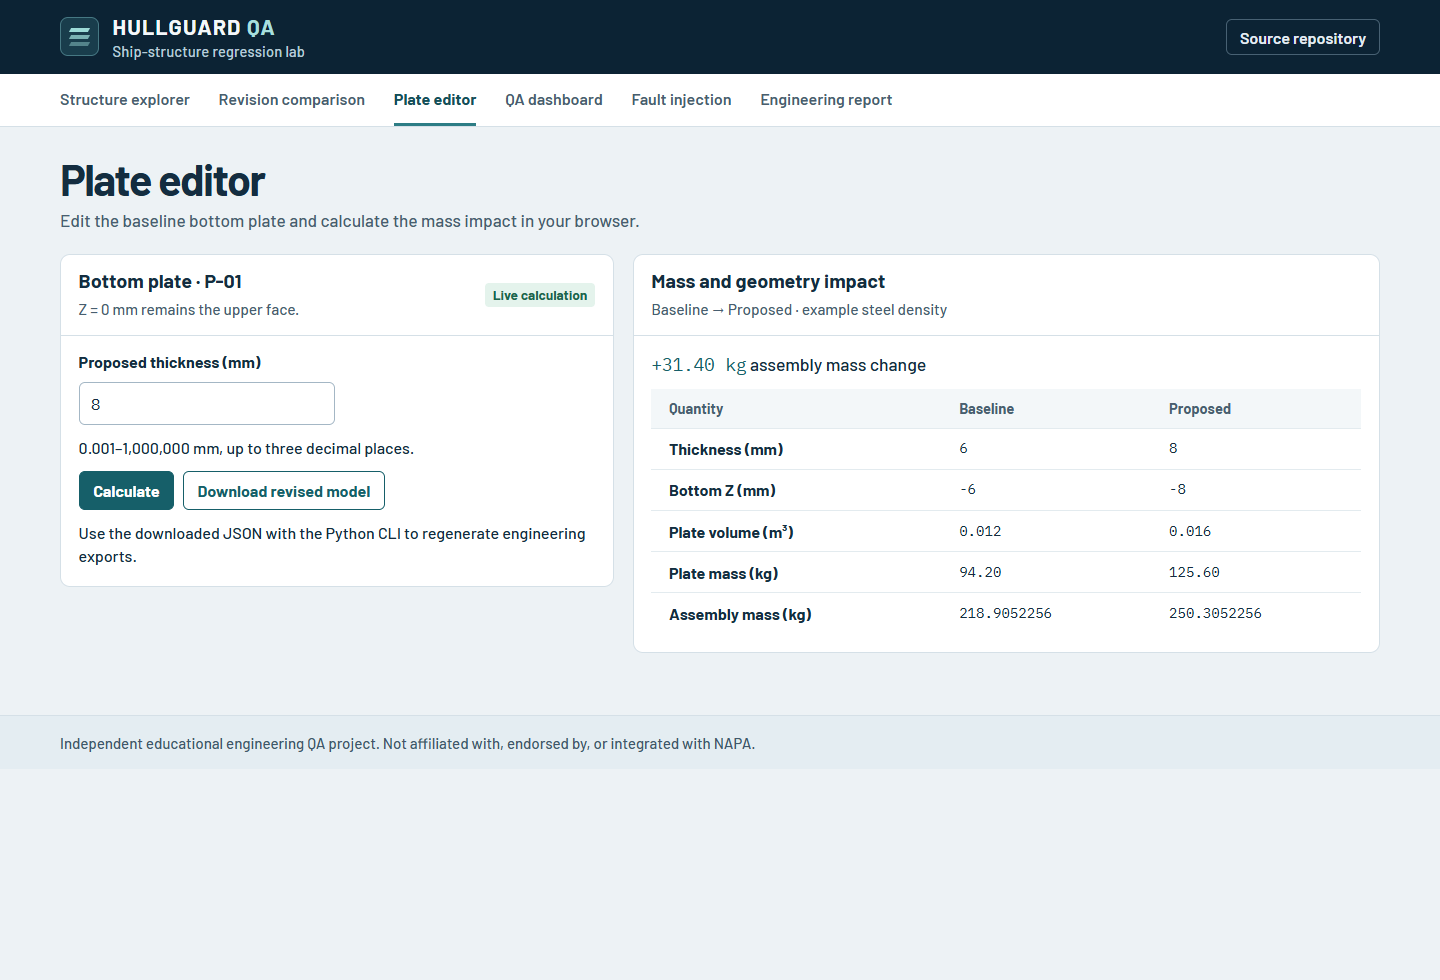 HULLGUARD QA
Ship-structure regression lab
Source repository
Structure explorer
Revision comparison
Plate editor
QA dashboard
Fault injection
Engineering report
Plate editor
Edit the baseline bottom plate and calculate the mass impact in your browser.
Bottom plate · P-01
Z = 0 mm remains the upper face.
Live calculation
Proposed thickness (mm)
8
0.001–1,000,000 mm, up to three decimal places.
Calculate
Download revised model
Use the downloaded JSON with the Python CLI to regenerate engineering
exports.
Mass and geometry impact
Baseline → Proposed · example steel density
+31.40 kg assembly mass change
Quantity Baseline Proposed
Thickness (mm) 6 8
Bottom Z (mm) -6 -8
Plate volume (m³) 0.012 0.016
Plate mass (kg) 94.20 125.60
Assembly mass (kg) 218.9052256 250.3052256
Independent educational engineering QA project. Not affiliated with, endorsed by, or integrated with NAPA.